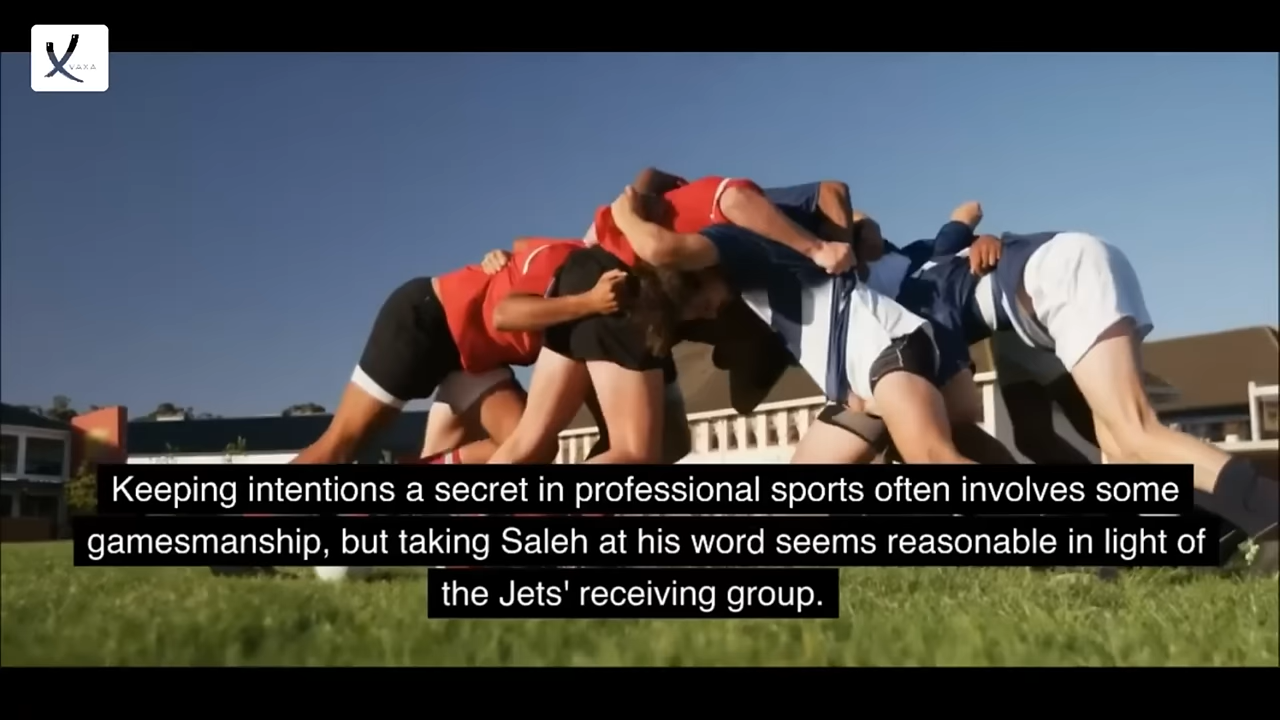 VAXA
Keeping intentions a secret in professional sports often involves some
gamesmanship, but taking Saleh at his word seems reasonable in light of
the Jets' receiving group.